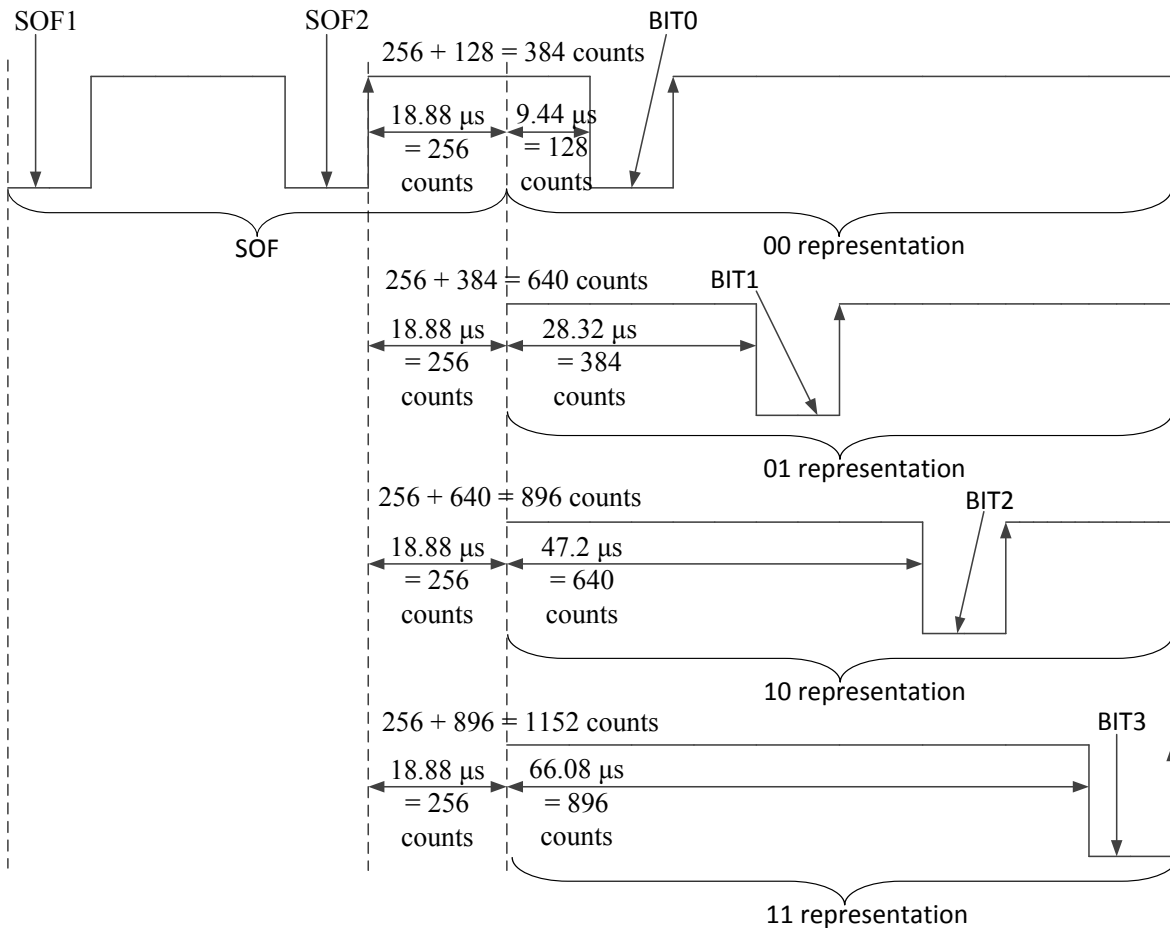 SOF1
SOF2
BIT0
256 + 128 = 384 counts
18.88 μs
= 256
counts
9.44 μs
= 128
counts
SOF
00 representation
256 + 384 = 640 counts
BIT1
18.88 μs
= 256
counts
28.32 μs
= 384
counts
01 representation
256 + 640 = 896 counts
BIT2
18.88 μs
= 256
counts
47.2 μs
= 640
counts
10 representation
256 + 896 = 1152 counts
BIT3
18.88 μs
= 256
counts
66.08 μs
= 896
counts
11 representation